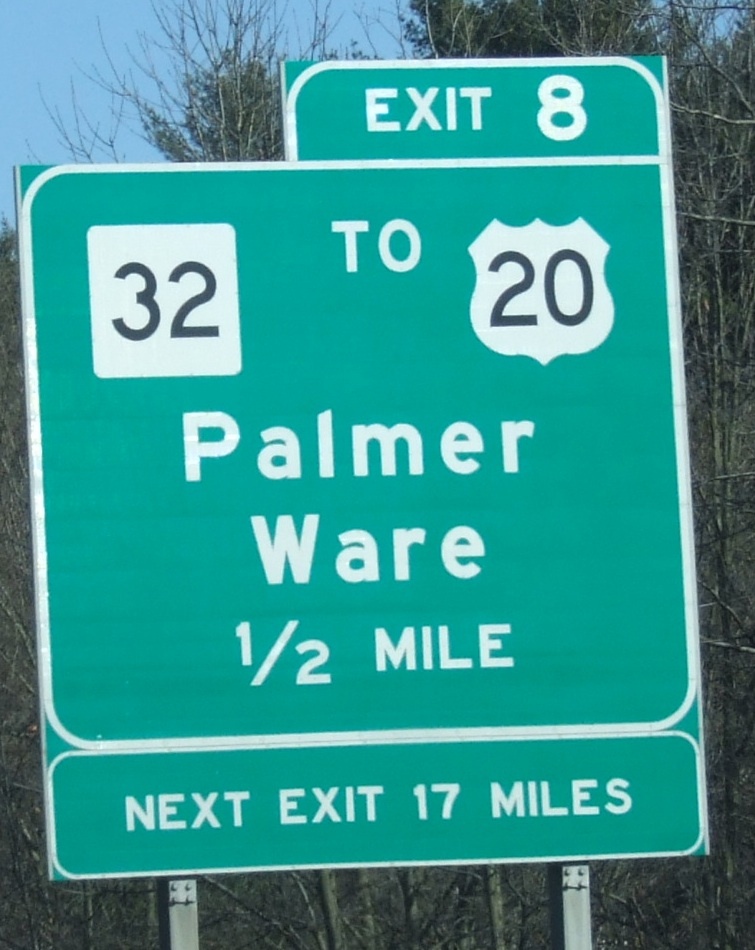 EXIT 8
32 TO 20
Palmer
Ware
1/2 MILE
NEXT EXIT 17 MILES